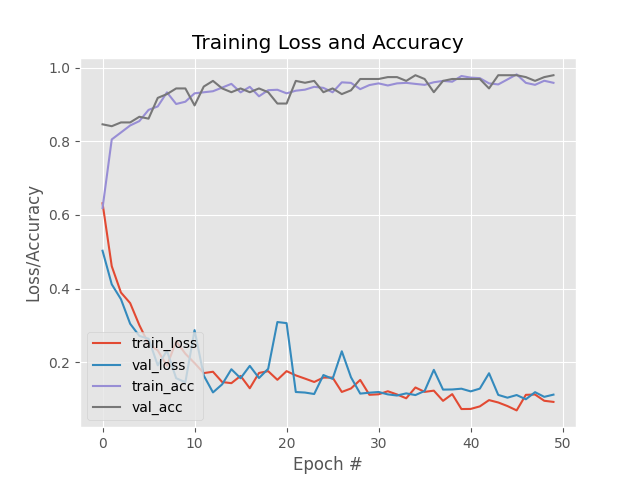 Training Loss and Accuracy
1.0
0.8
0.6
0.4
0.2
Loss/Accuracy
train_loss
val_loss
train_acc
val_acc
0 10 20 30 40 50
Epoch #